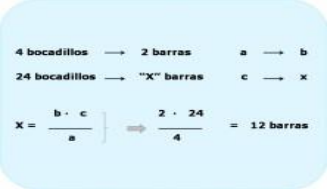 4 bocadillos → 2 barras a → b
24 bocadillos → "X" barras c → x
X = b · c / a ⇒ 2 · 24 / 4 = 12 barras